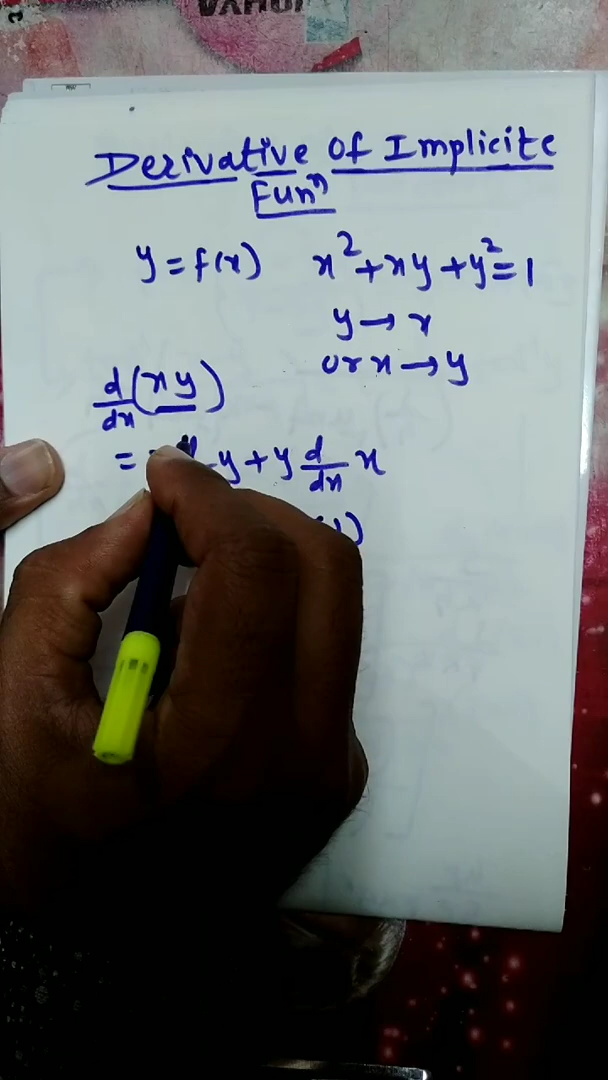 Derivative Of Implicite
Funⁿ
y = f(x) x² + xy + y² = 1
y → x
or x → y
d/dx (xy)
= y + y d/dx x